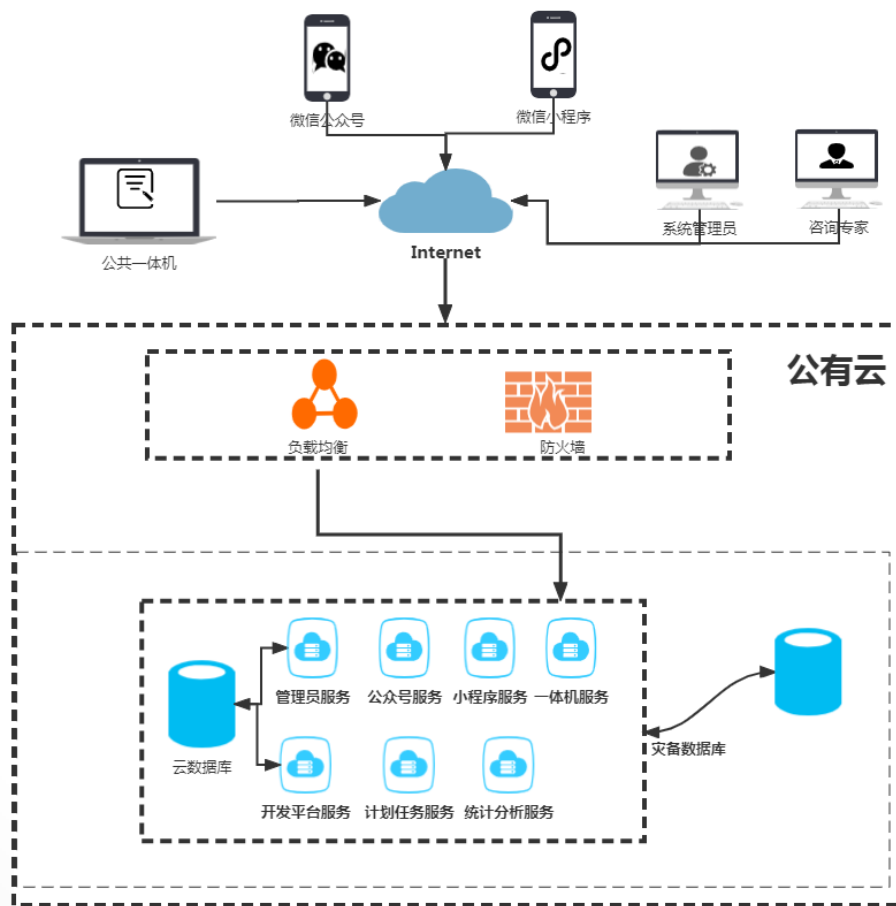 微信公众号
微信小程序
系统管理员
咨询专家
公共一体机
Internet
公有云
负载均衡
防火墙
管理员服务
公众号服务
小程序服务
一体机服务
云数据库
灾备数据库
开发平台服务
计划任务服务
统计分析服务